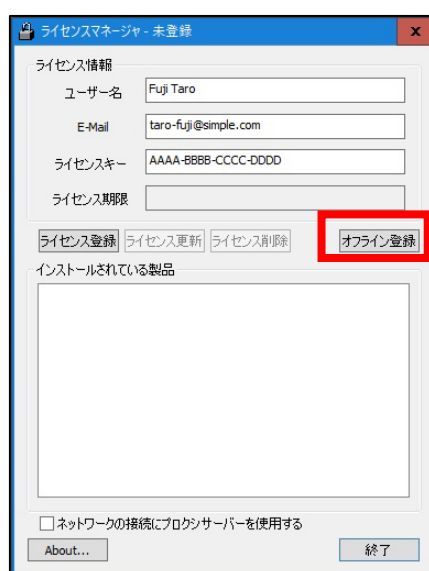 ライセンスマネージャ - 未登録
x
ライセンス情報
ユーザー名 Fuji Taro
E-Mail taro-fuji@simple.com
ライセンスキー AAAA-BBBB-CCCC-DDDD
ライセンス期限
ライセンス登録 ライセンス更新 ライセンス削除 オフライン登録
インストールされている製品
ネットワークの接続にプロクシサーバーを使用する
About... 終了